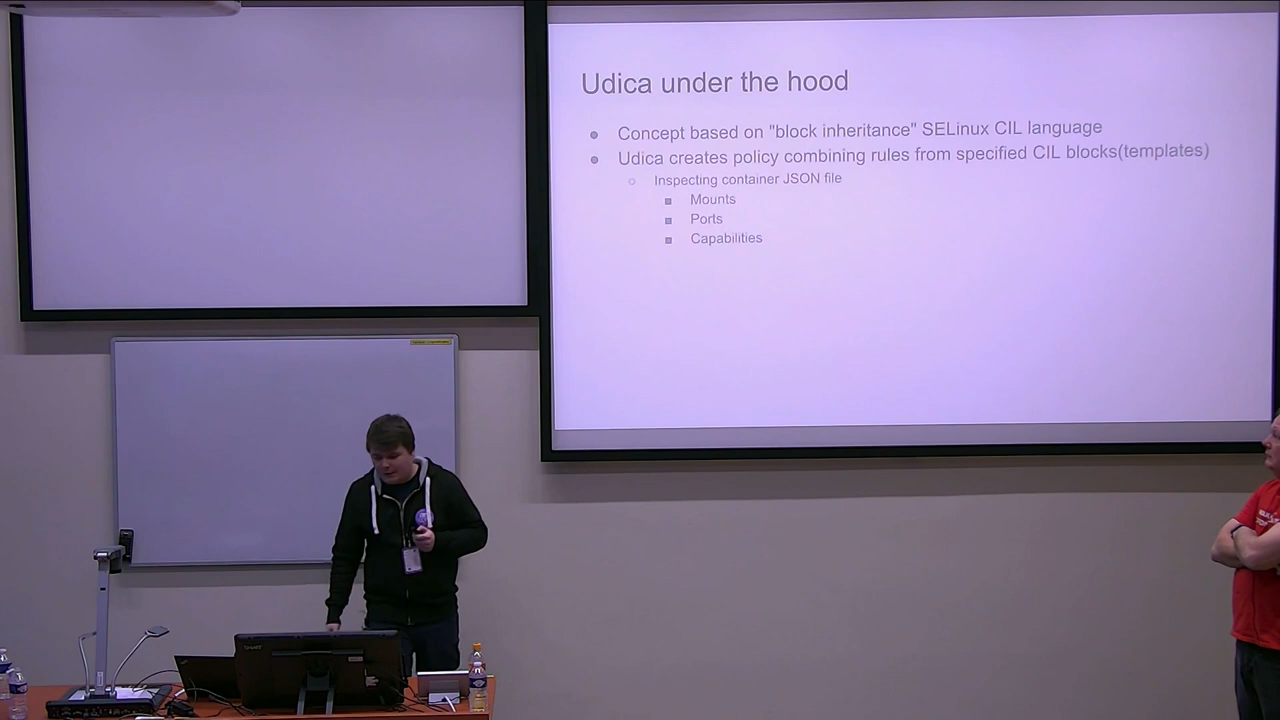 Udica under the hood
Concept based on "block inheritance" SELinux CIL language
Udica creates policy combining rules from specified CIL blocks(templates)
Inspecting container JSON file
Mounts
Ports
Capabilities